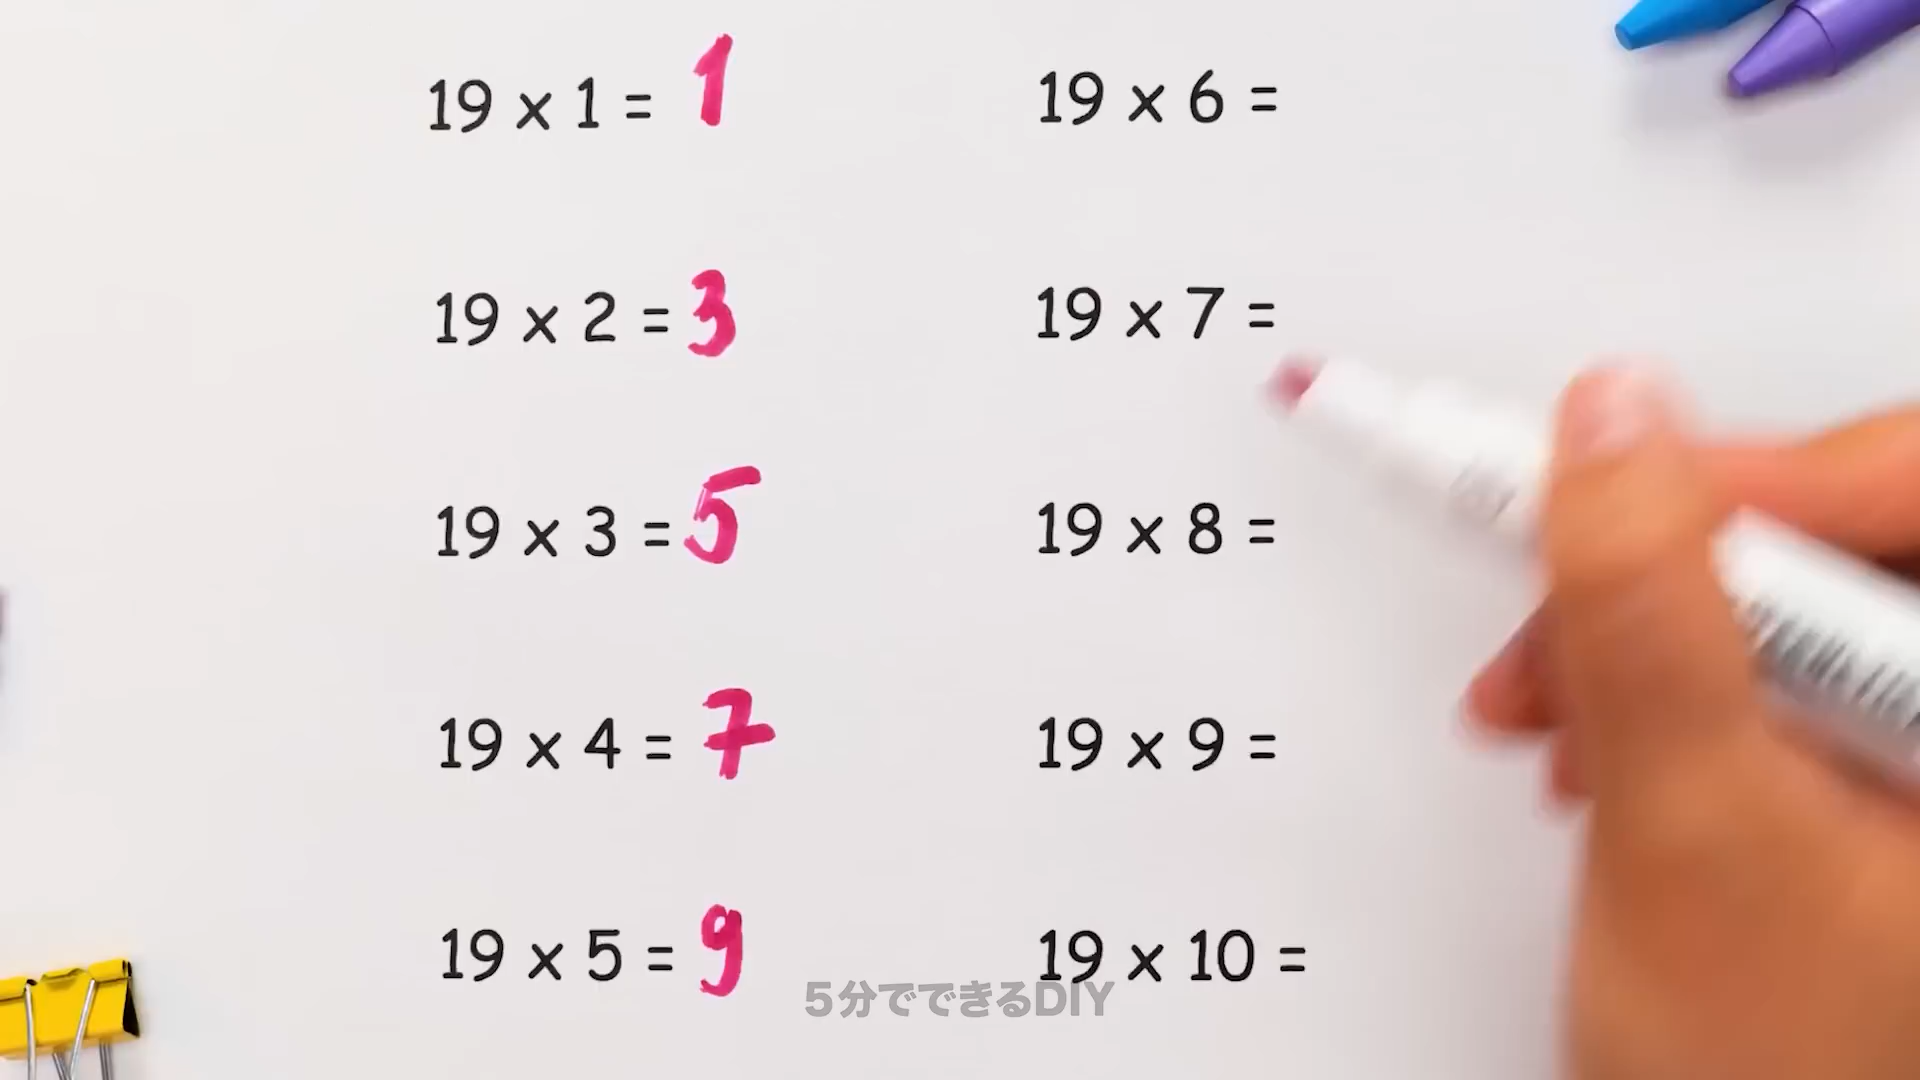 19 x 1 = 1
19 x 2 = 3
19 x 3 = 5
19 x 4 = 7
19 x 5 = 9
19 x 6 =
19 x 7 =
19 x 8 =
19 x 9 =
19 x 10 =
5分でできるDIY